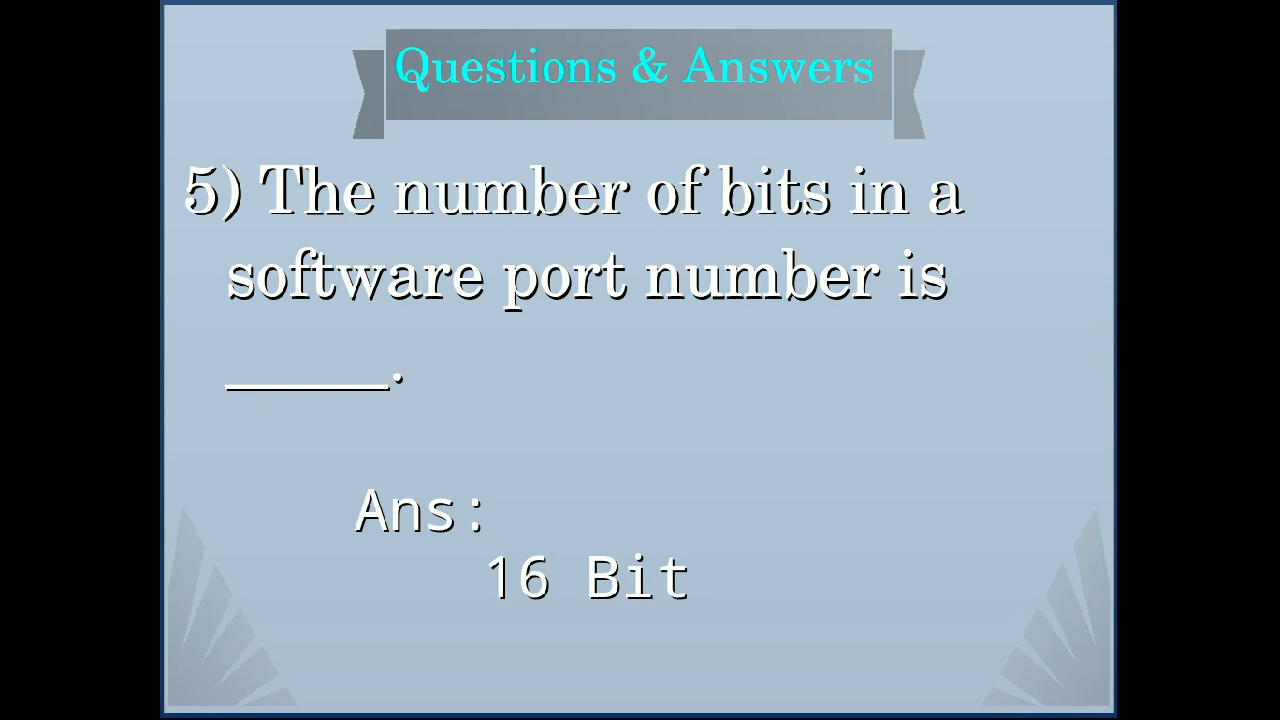 Questions & Answers
5) The number of bits in a
software port number is
_____.
Ans:
16 Bit